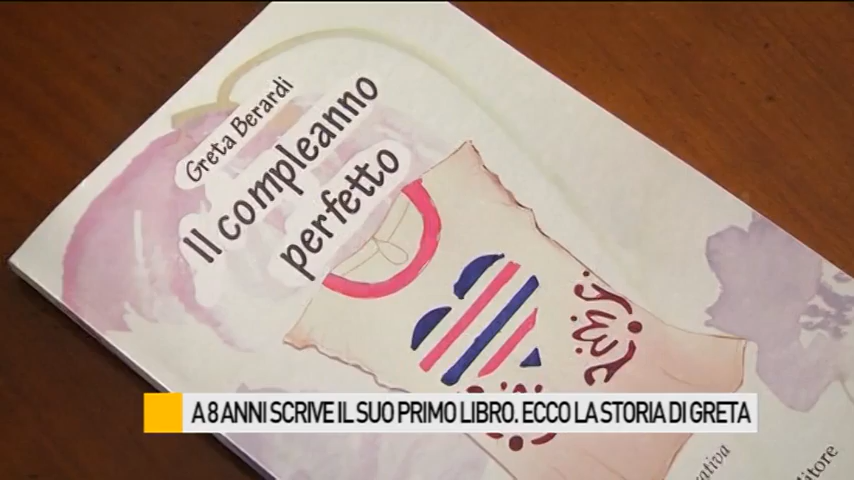 Greta Berardi
Il compleanno
perfetto
A 8 ANNI SCRIVE IL SUO PRIMO LIBRO. ECCO LA STORIA DI GRETA